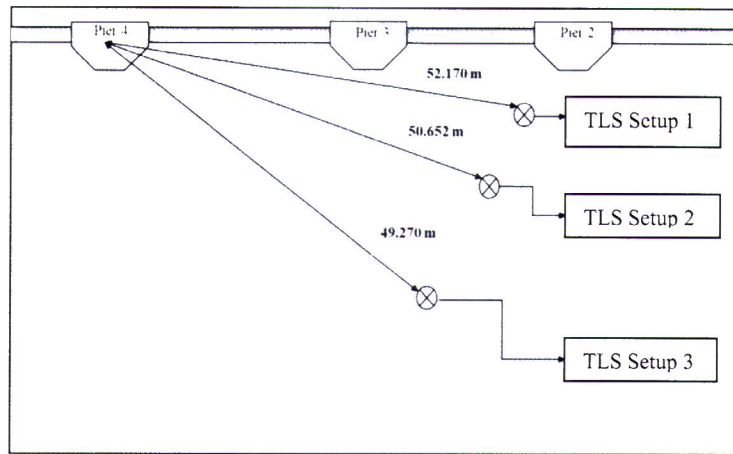 Pier 4
Pier 3
Pier 2
52.170 m
TLS Setup 1
50.652 m
TLS Setup 2
49.270 m
TLS Setup 3